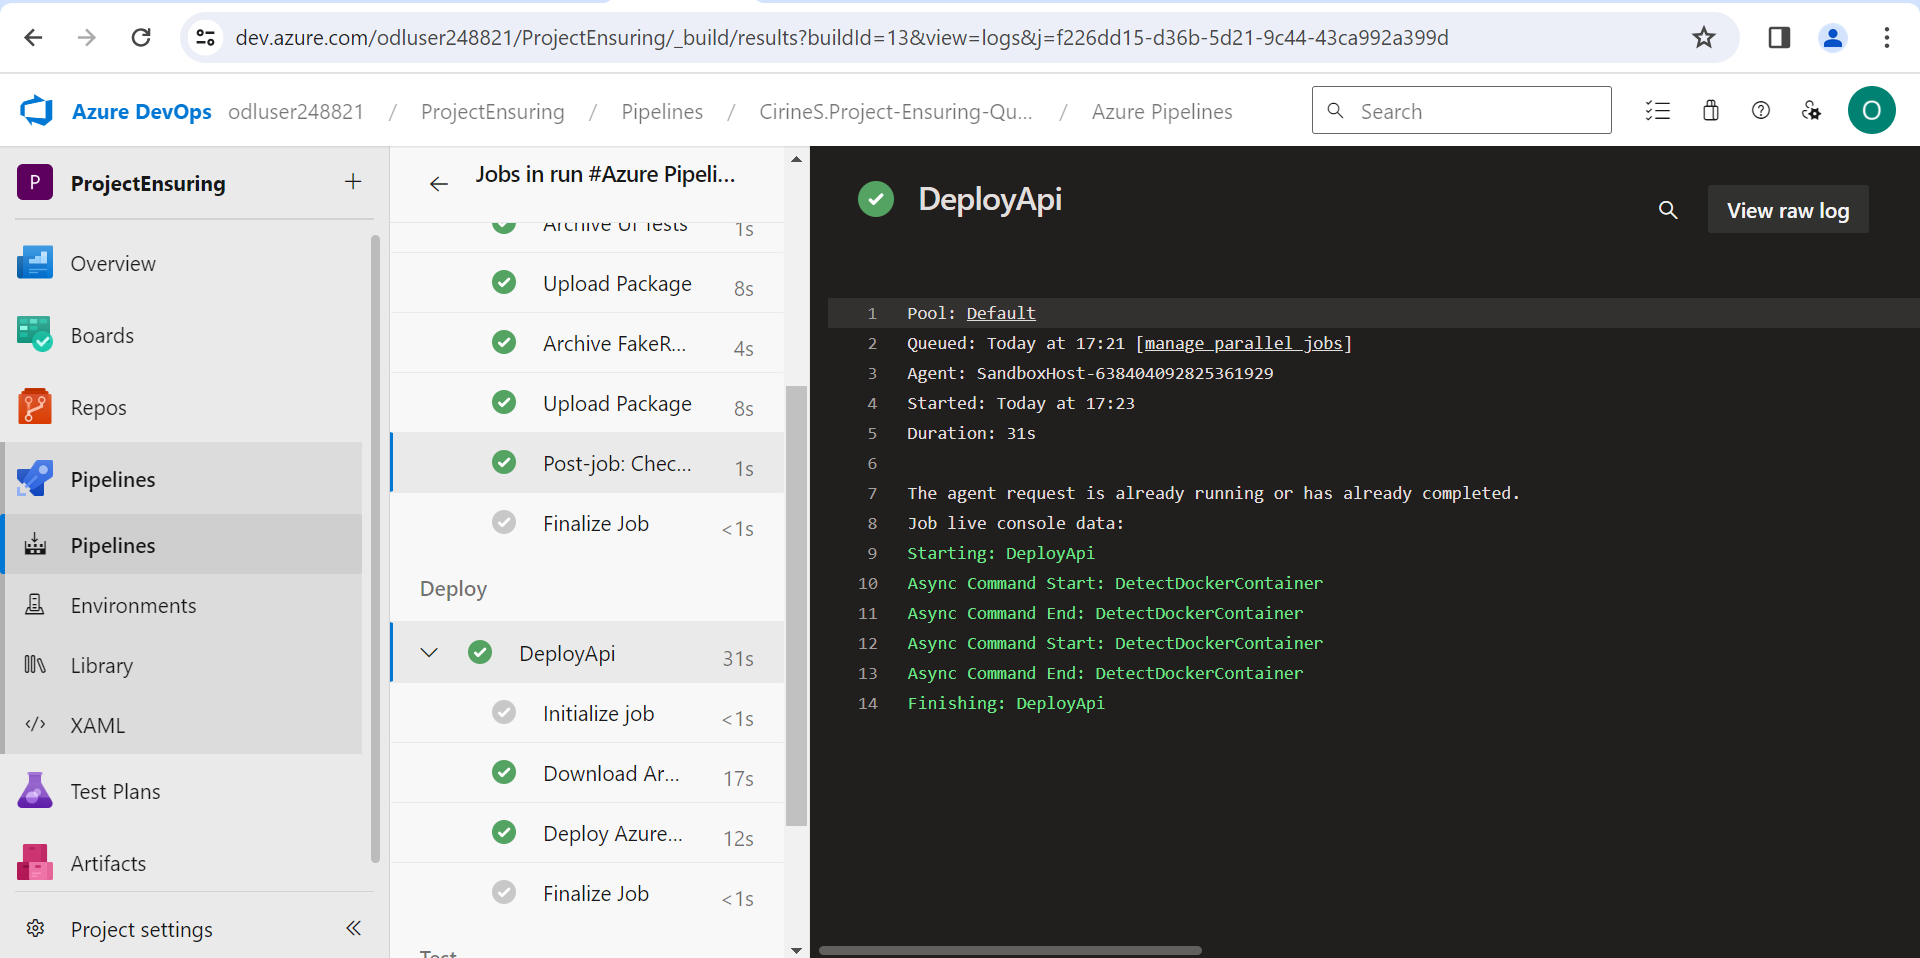 dev.azure.com/odluser248821/ProjectEnsuring/_build/results?buildId=13&view=logs&j=f226dd15-d36b-5d21-9c44-43ca992a399d
Azure DevOps odluser248821 / ProjectEnsuring / Pipelines / CirineS.Project-Ensuring-Qu... / Azure Pipelines
Search
O
P ProjectEnsuring
Overview
Boards
Repos
Pipelines
Pipelines
Environments
Library
XAML
Test Plans
Artifacts
Project settings
Jobs in run #Azure Pipeli...
Archive UI Tests 1s
Upload Package 8s
Archive FakeR... 4s
Upload Package 8s
Post-job: Chec... 1s
Finalize Job <1s
Deploy
DeployApi 31s
Initialize job <1s
Download Ar... 17s
Deploy Azure... 12s
Finalize Job <1s
Test
DeployApi
View raw log
1 Pool: Default
2 Queued: Today at 17:21 [manage parallel jobs]
3 Agent: SandboxHost-638404092825361929
4 Started: Today at 17:23
5 Duration: 31s
6
7 The agent request is already running or has already completed.
8 Job live console data:
9 Starting: DeployApi
10 Async Command Start: DetectDockerContainer
11 Async Command End: DetectDockerContainer
12 Async Command Start: DetectDockerContainer
13 Async Command End: DetectDockerContainer
14 Finishing: DeployApi